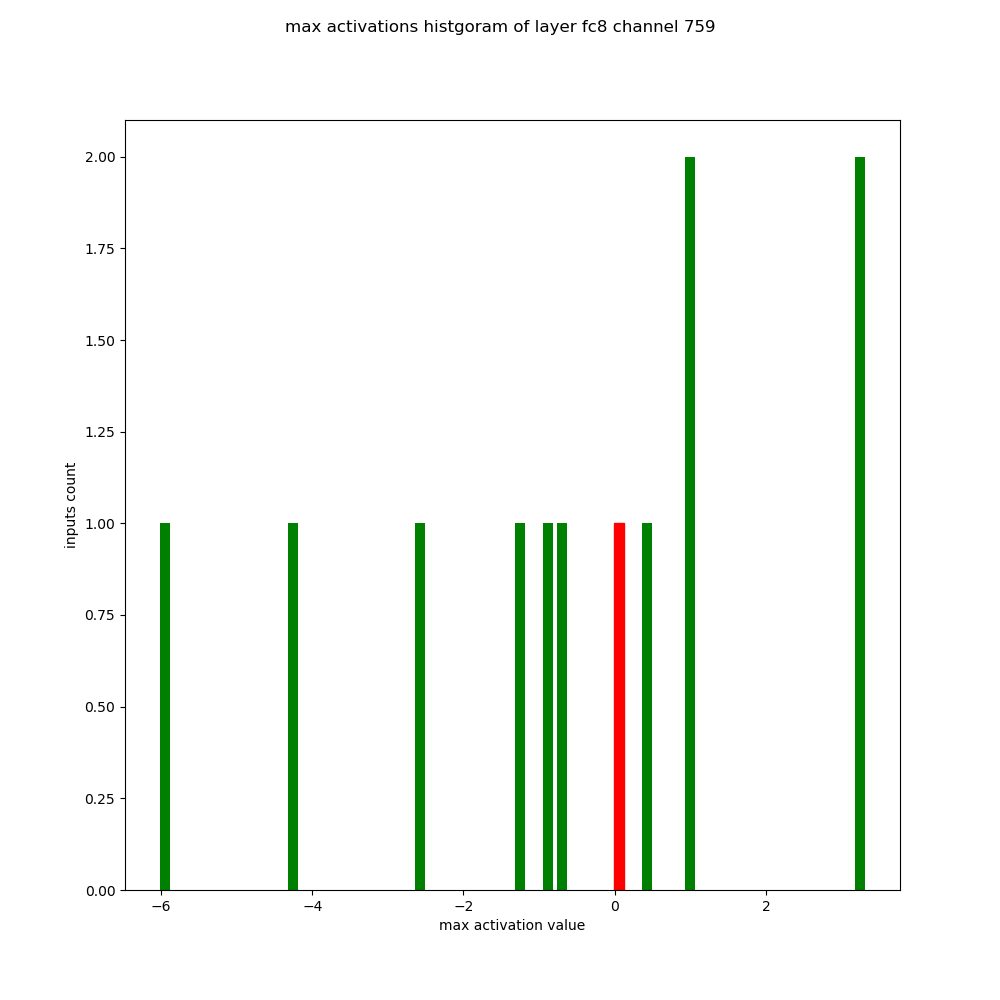 max activations histgoram of layer fc8 channel 759
2.00
1.75
1.50
1.25
1.00
0.75
0.50
0.25
0.00
inputs count
−6 −4 −2 0 2
max activation value